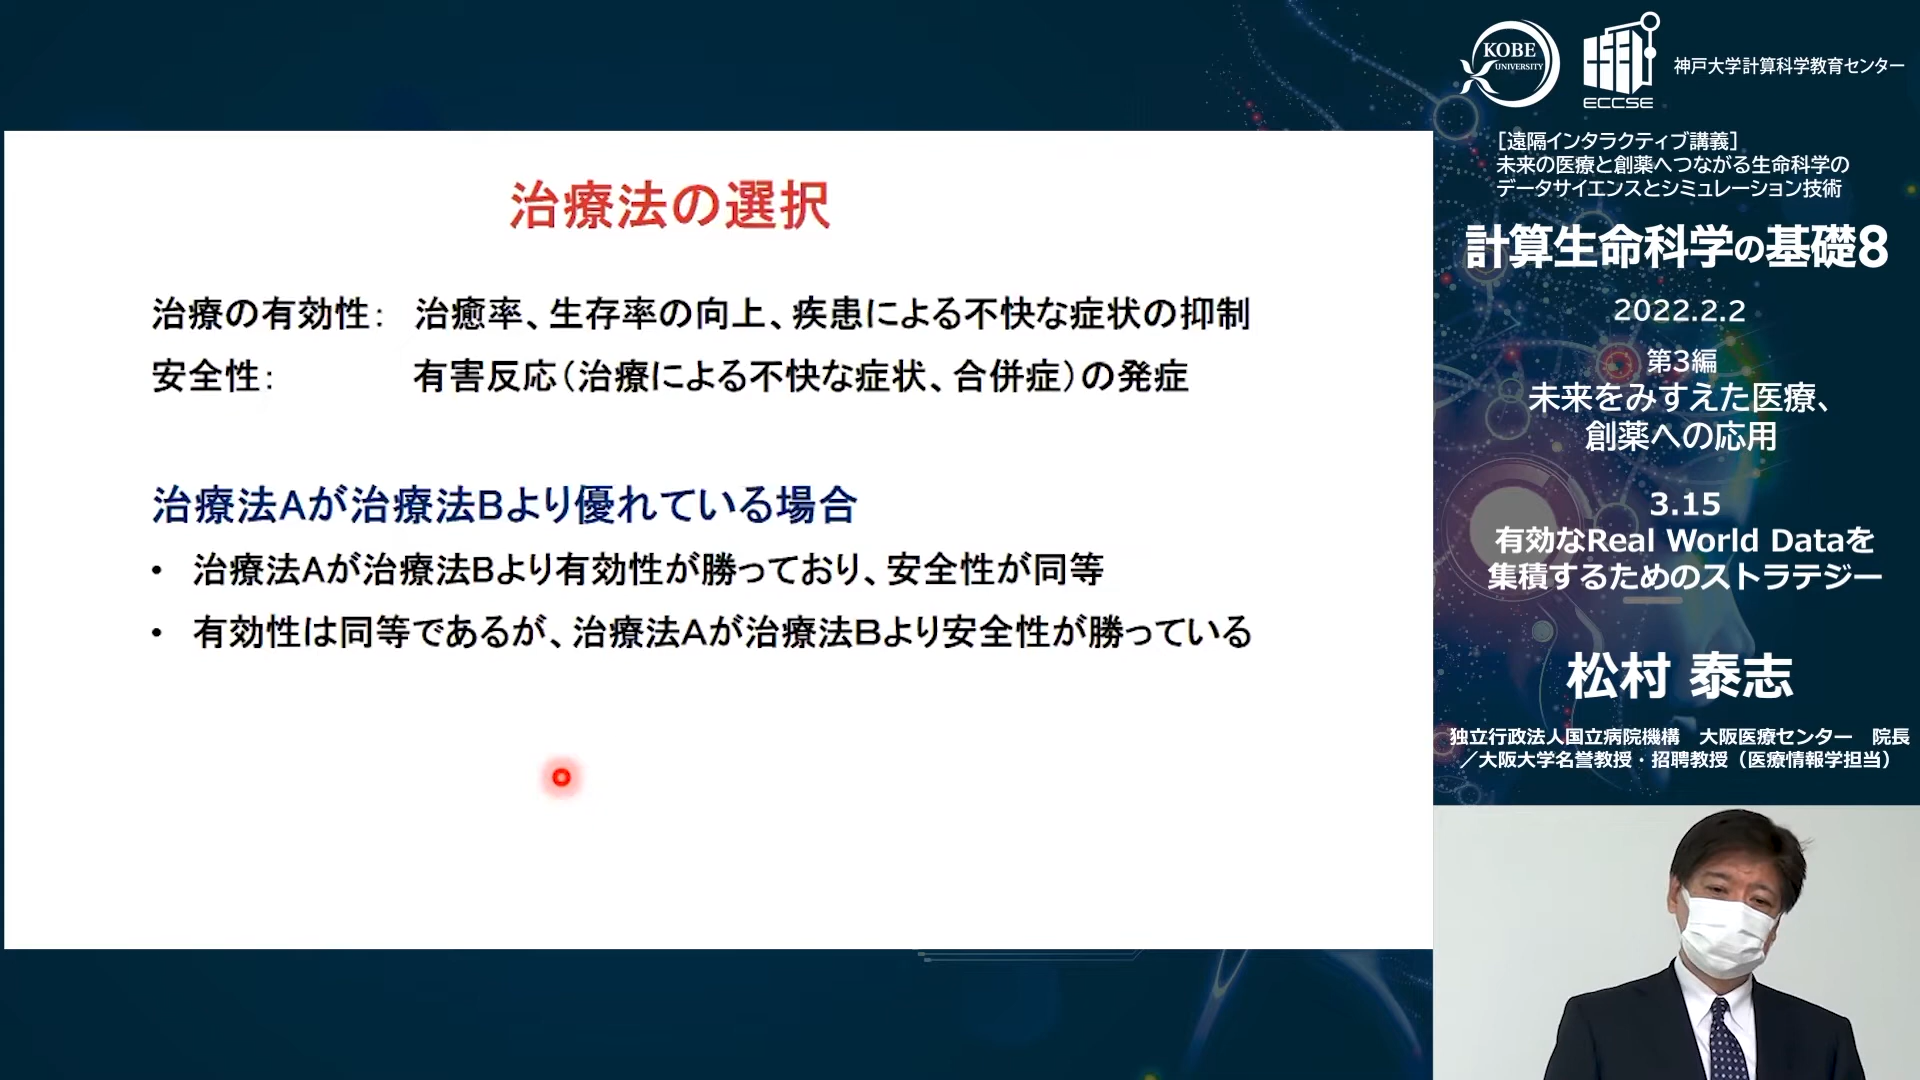 治療法の選択
治療の有効性： 治癒率、生存率の向上、疾患による不快な症状の抑制
安全性： 有害反応（治療による不快な症状、合併症）の発症
治療法Aが治療法Bより優れている場合
• 治療法Aが治療法Bより有効性が勝っており、安全性が同等
• 有効性は同等であるが、治療法Aが治療法Bより安全性が勝っている
KOBE
UNIVERSITY
ECCSE
神戸大学計算科学教育センター
［遠隔インタラクティブ講義］
未来の医療と創薬へつながる生命科学の
データサイエンスとシミュレーション技術
計算生命科学の基礎8
2022.2.2
第3編
未来をみすえた医療、
創薬への応用
3.15
有効なReal World Dataを
集積するためのストラテジー
松村 泰志
独立行政法人国立病院機構　大阪医療センター　院長
／大阪大学名誉教授・招聘教授（医療情報学担当）